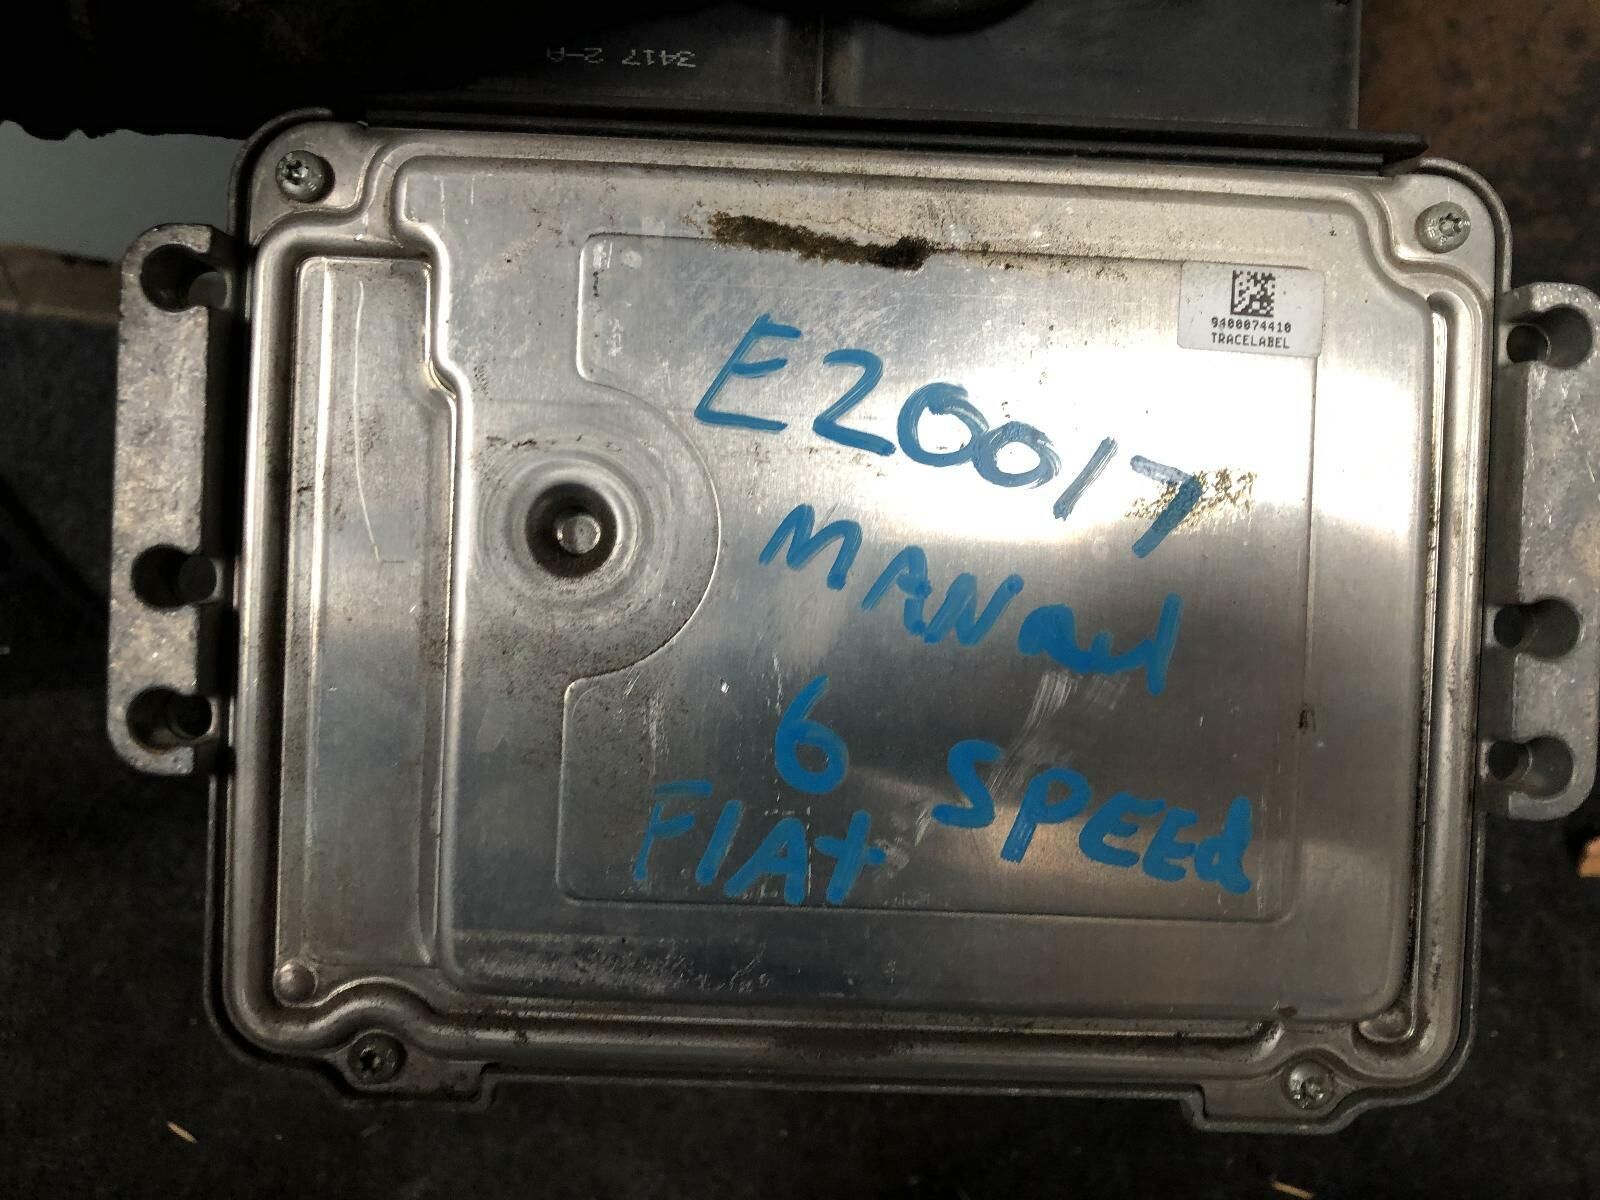 3417 2-A
9400074410
TRACELABEL
E20017
MANual
6 SPEEd
FIAt